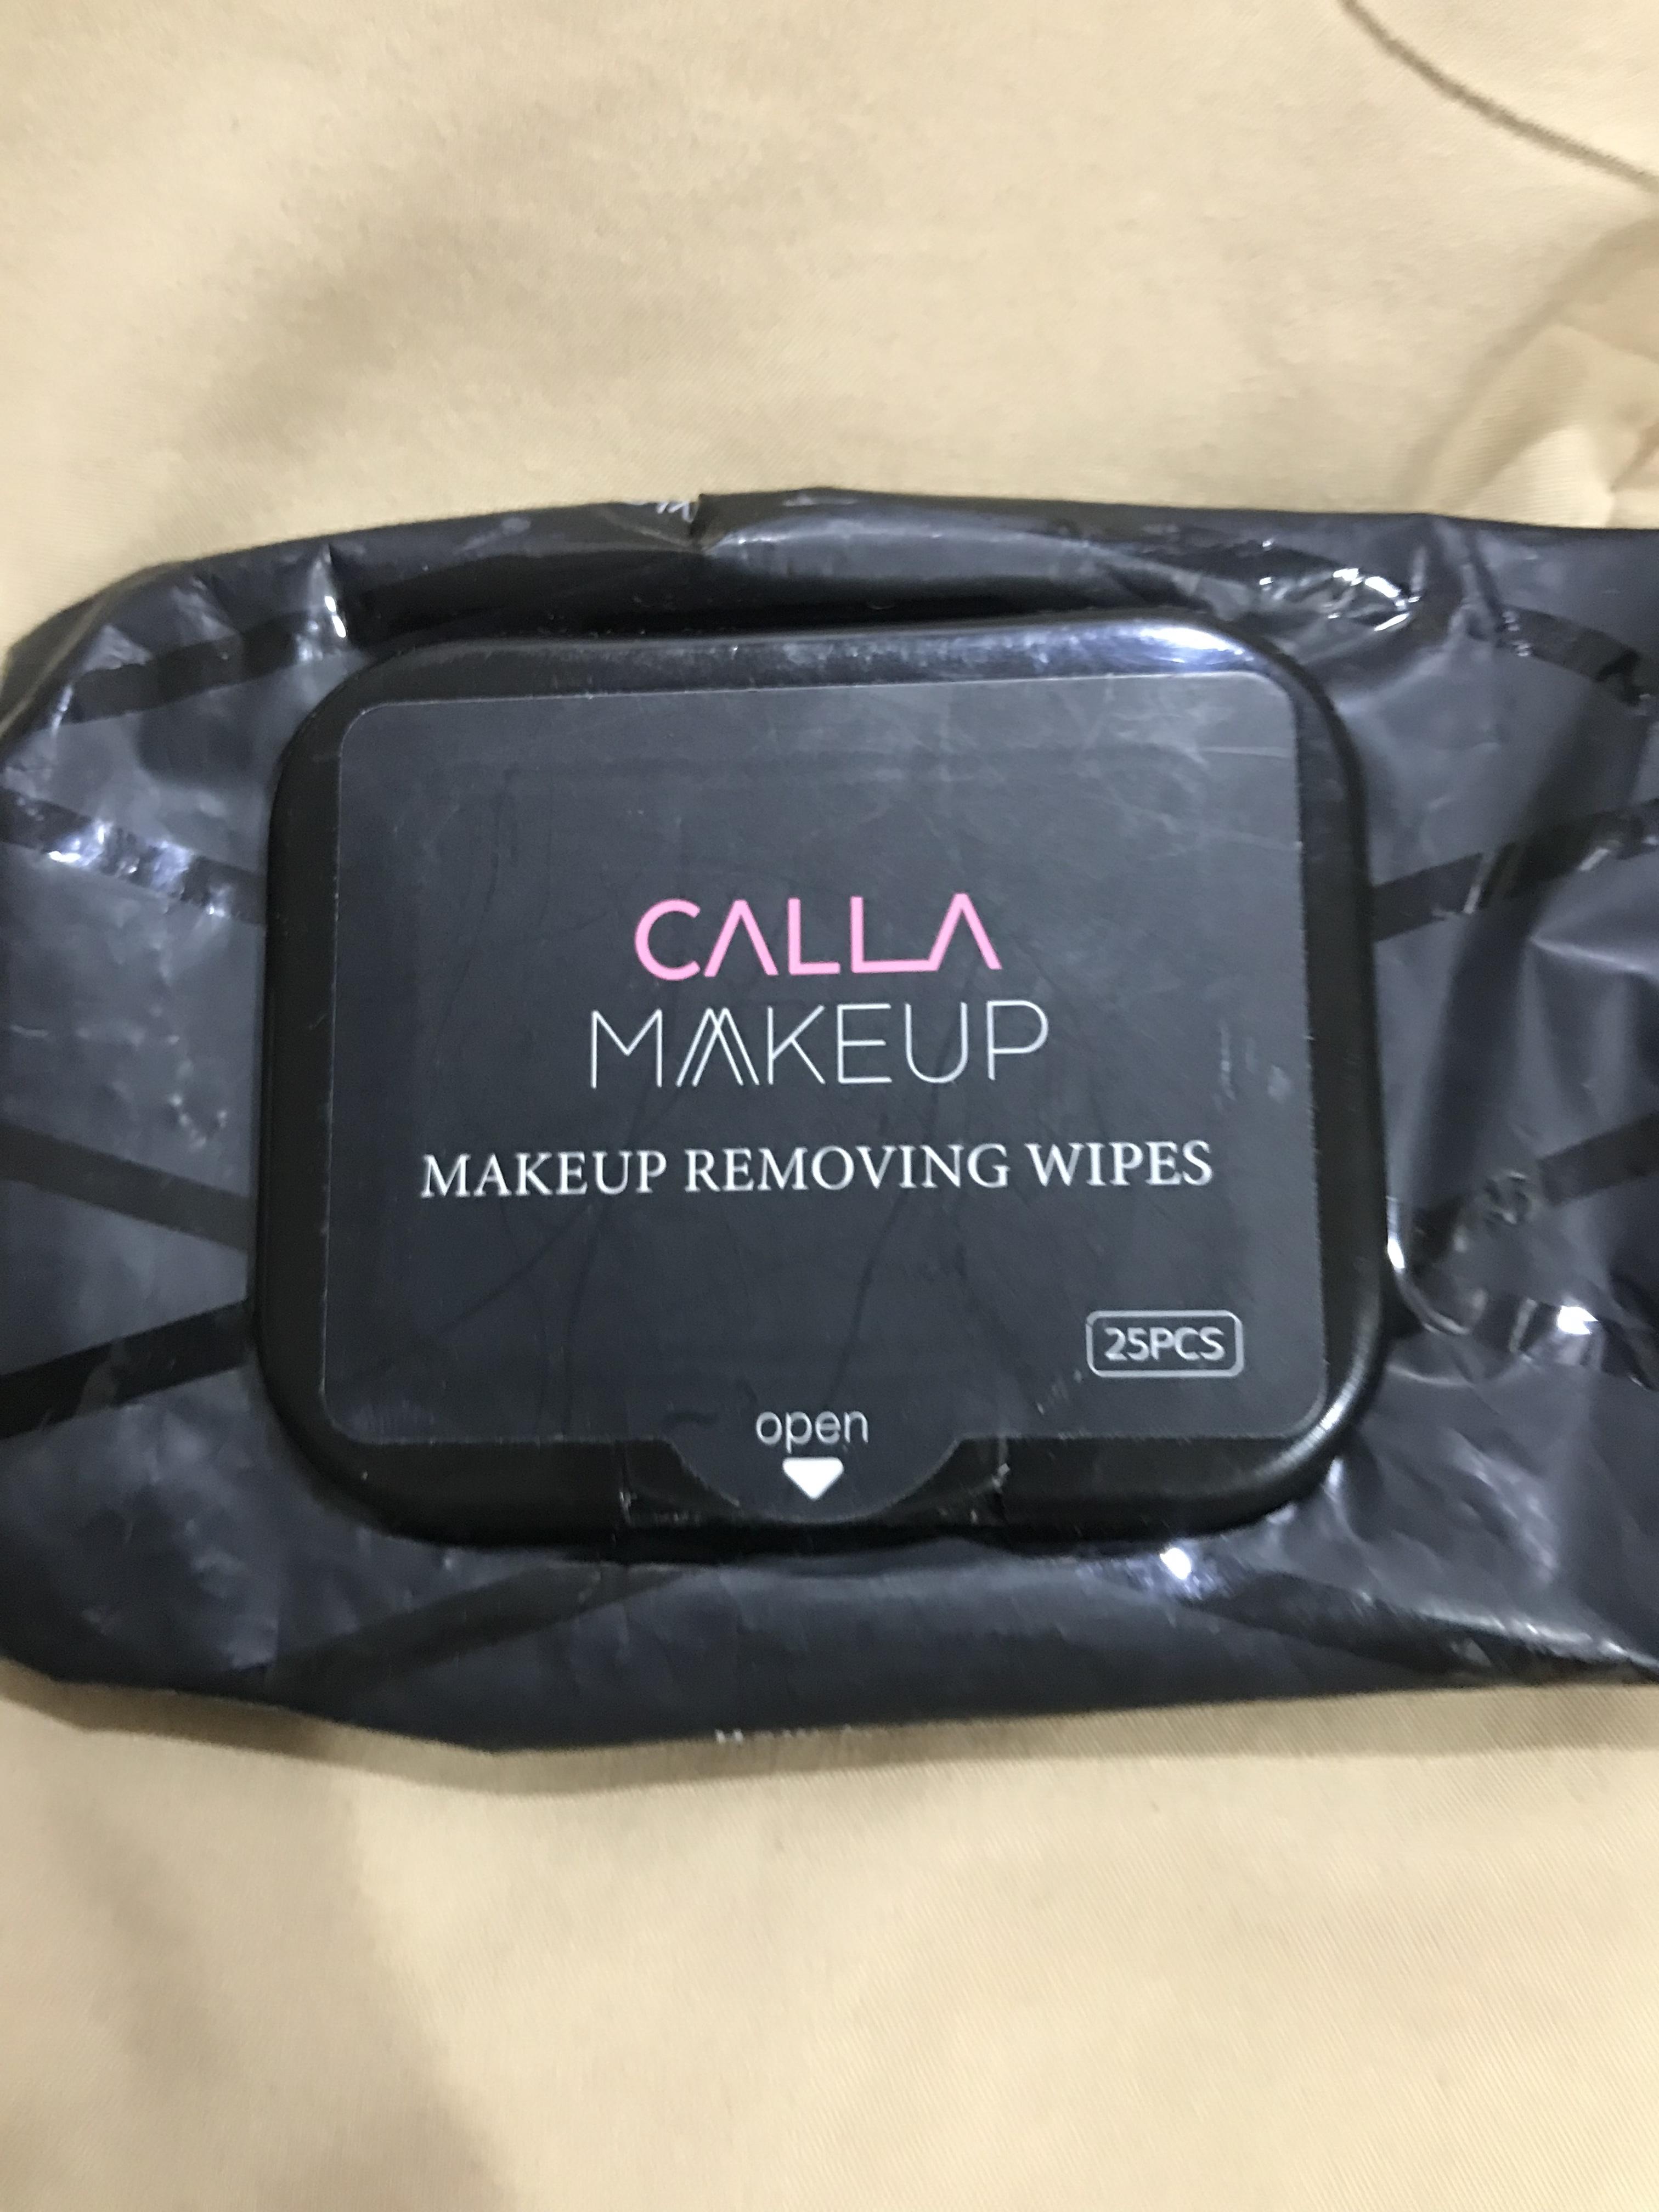 CALLA
MAKEUP
MAKEUP REMOVING WIPES
25PCS
open